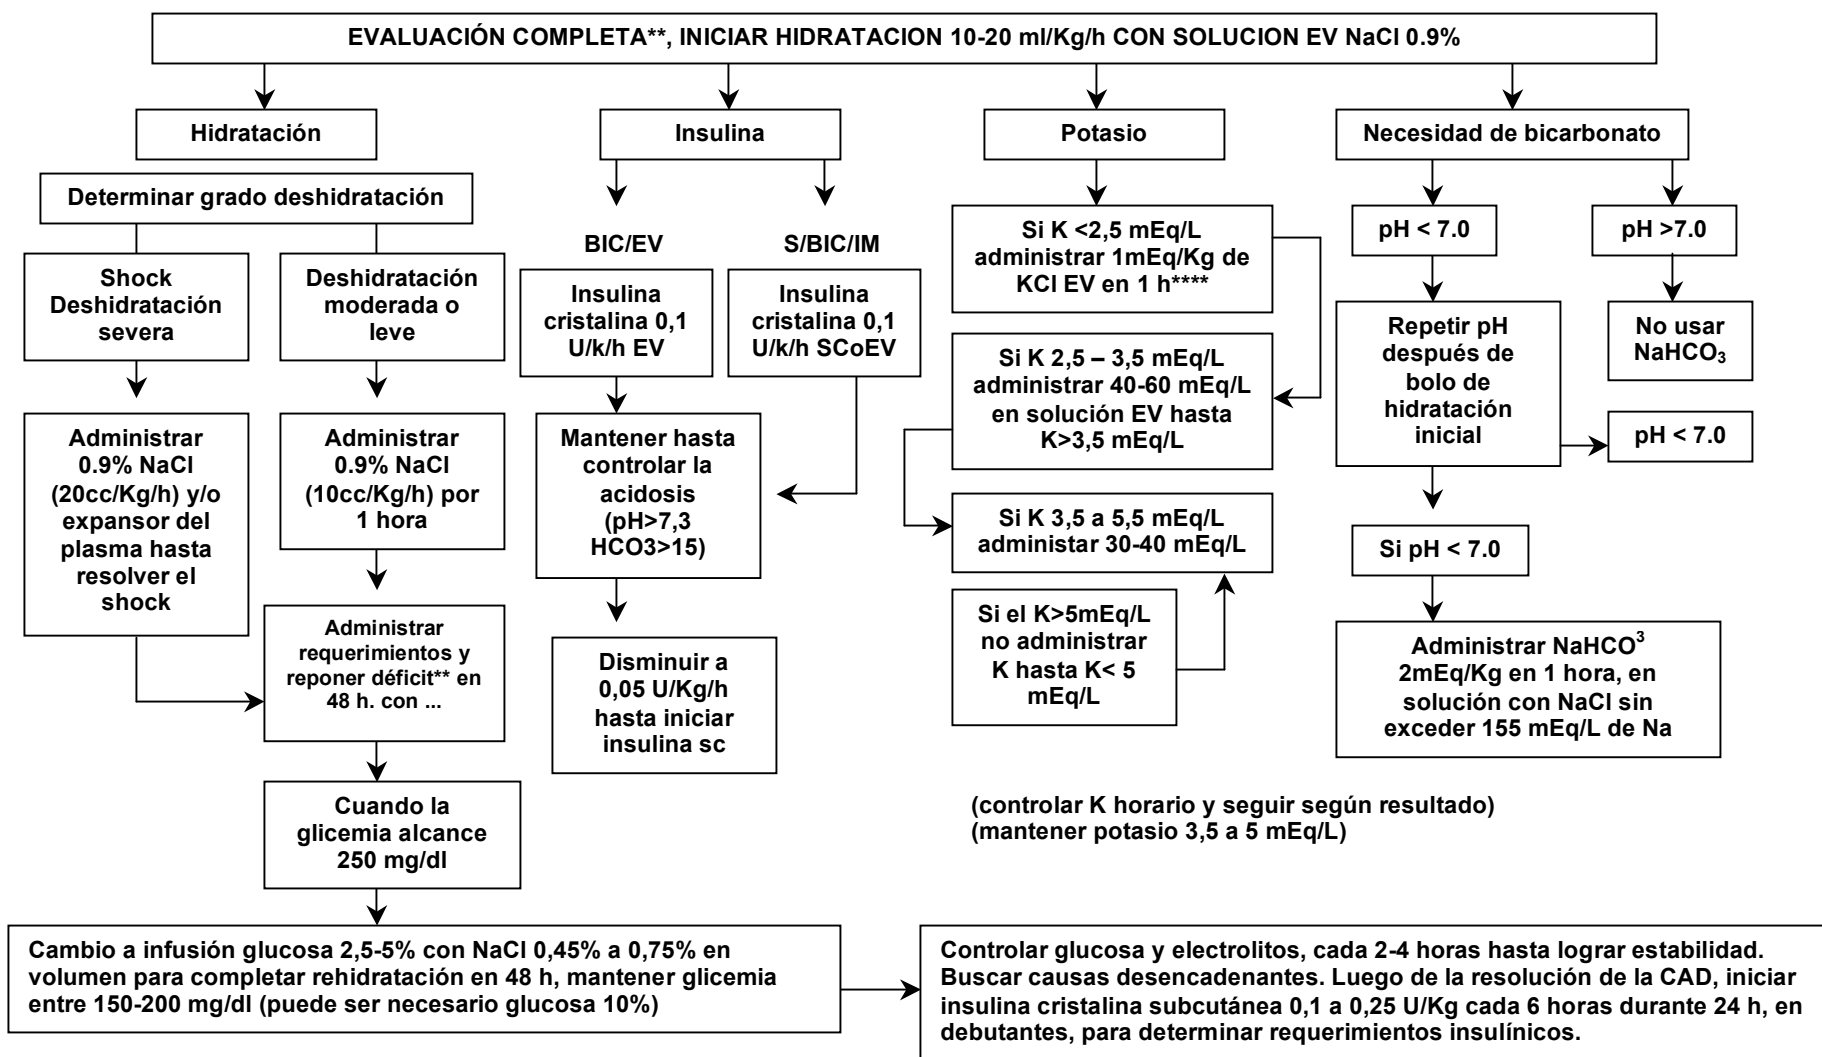 EVALUACIÓN COMPLETA**, INICIAR HIDRATACION 10-20 ml/Kg/h CON SOLUCION EV NaCl 0.9%
Hidratación
Determinar grado deshidratación
Shock
Deshidratación
severa
Deshidratación
moderada o
leve
Administrar
0.9% NaCl
(20cc/Kg/h) y/o
expansor del
plasma hasta
resolver el
shock
Administrar
0.9% NaCl
(10cc/Kg/h) por
1 hora
Administrar
requerimientos y
reponer déficit** en
48 h. con ...
Cuando la
glicemia alcance
250 mg/dl
Insulina
BIC/EV
Insulina
cristalina 0,1
U/k/h EV
S/BIC/IM
Insulina
cristalina 0,1
U/k/h SCoEV
Mantener hasta
controlar la
acidosis
(pH>7,3
HCO3>15)
Disminuir a
0,05 U/Kg/h
hasta iniciar
insulina sc
Potasio
Si K <2,5 mEq/L
administrar 1mEq/Kg de
KCl EV en 1 h****
Si K 2,5 – 3,5 mEq/L
administrar 40-60 mEq/L
en solución EV hasta
K>3,5 mEq/L
Si K 3,5 a 5,5 mEq/L
administar 30-40 mEq/L
Si el K>5mEq/L
no administrar
K hasta K< 5
mEq/L
(controlar K horario y seguir según resultado)
(mantener potasio 3,5 a 5 mEq/L)
Necesidad de bicarbonato
pH < 7.0
pH >7.0
No usar
NaHCO₃
Repetir pH
después de
bolo de
hidratación
inicial
pH < 7.0
Si pH < 7.0
Administrar NaHCO³
2mEq/Kg en 1 hora, en
solución con NaCl sin
exceder 155 mEq/L de Na
Cambio a infusión glucosa 2,5-5% con NaCl 0,45% a 0,75% en
volumen para completar rehidratación en 48 h, mantener glicemia
entre 150-200 mg/dl (puede ser necesario glucosa 10%)
Controlar glucosa y electrolitos, cada 2-4 horas hasta lograr estabilidad.
Buscar causas desencadenantes. Luego de la resolución de la CAD, iniciar
insulina cristalina subcutánea 0,1 a 0,25 U/Kg cada 6 horas durante 24 h, en
debutantes, para determinar requerimientos insulínicos.